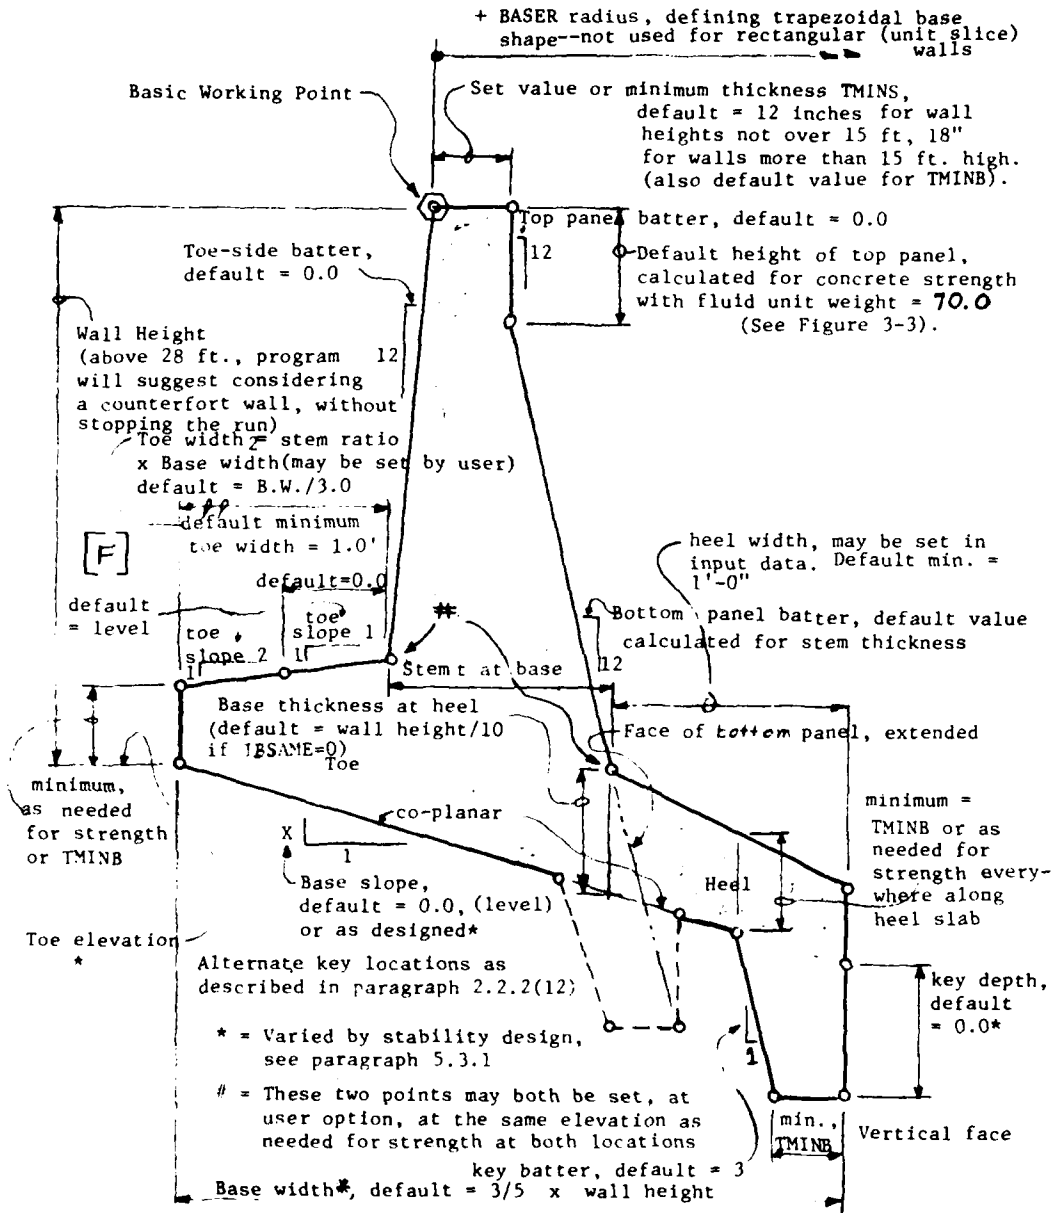 + BASER radius, defining trapezoidal base
shape--not used for rectangular (unit slice)
walls
Basic Working Point
Set value or minimum thickness TMINS,
default = 12 inches for wall
heights not over 15 ft, 18"
for walls more than 15 ft. high.
(also default value for TMINB).
Top panel batter, default = 0.0
12
Toe-side batter,
default = 0.0
Default height of top panel,
calculated for concrete strength
with fluid unit weight = 70.0
(See Figure 3-3).
Wall Height
(above 28 ft., program
will suggest considering
a counterfort wall, without
stopping the run)
12
Toe width = stem ratio
x Base width(may be set by user)
default = B.W./3.0
default minimum
toe width = 1.0'
[F]
default=0.0
default
= level
toe
slope 2
1
toe
slope 1
1
#
heel width, may be set in
input data. Default min. =
1'-0"
Bottom panel batter, default value
calculated for stem thickness
12
Stem t at base
Base thickness at heel
(default = wall height/10
if IBSAME=0)
Toe
Face of bottom panel, extended
minimum,
as needed
for strength
or TMINB
co-planar
X
1
Base slope,
default = 0.0, (level)
or as designed*
Heel
minimum =
TMINB or as
needed for
strength every-
where along
heel slab
Toe elevation
*
Alternate key locations as
described in paragraph 2.2.2(12)
key depth,
default
= 0.0*
* = Varied by stability design,
see paragraph 5.3.1
1
# = These two points may both be set, at
user option, at the same elevation as
needed for strength at both locations
min.,
TMINB
Vertical face
key batter, default = 3
Base width*, default = 3/5 x wall height